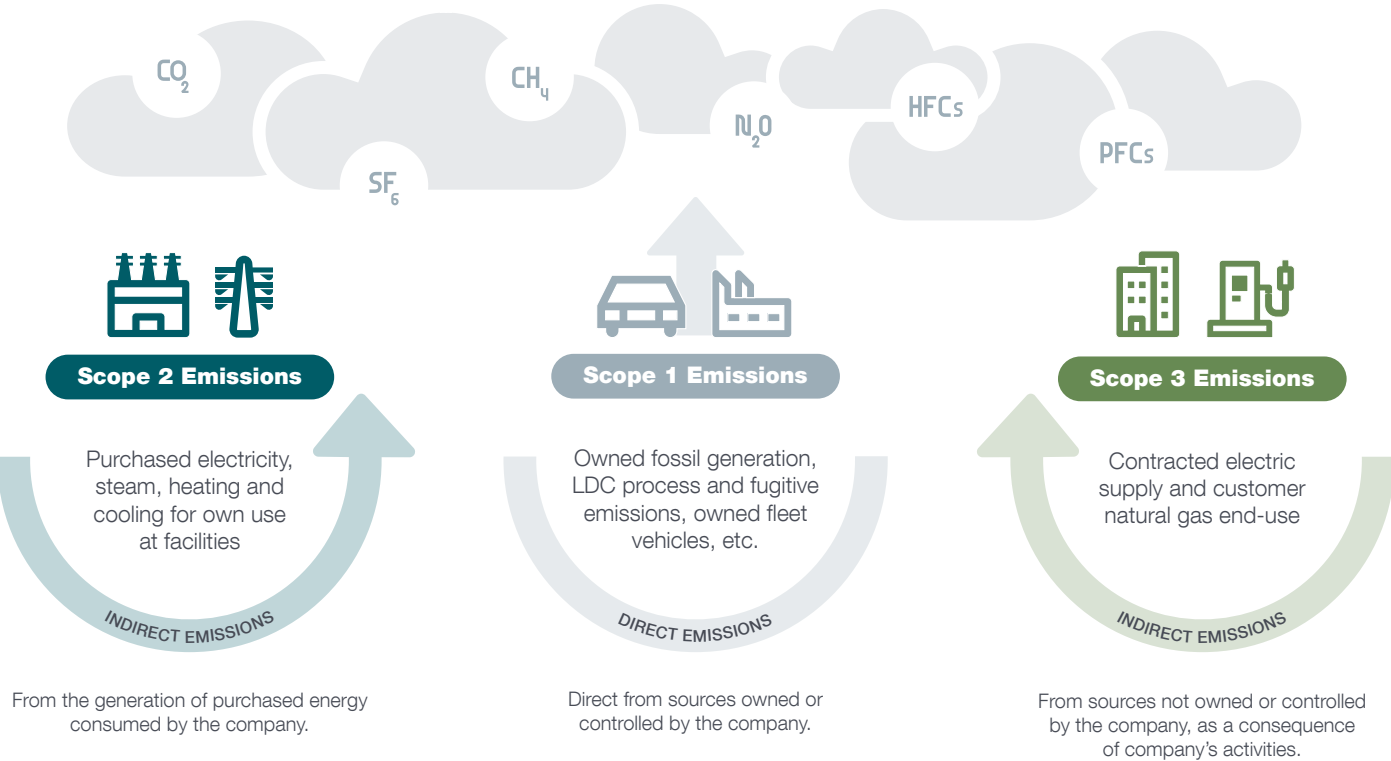 CO2
CH4
HFCs
N2O
PFCs
SF6
Scope 2 Emissions
Purchased electricity,
steam, heating and
cooling for own use
at facilities
INDIRECT EMISSIONS
From the generation of purchased energy
consumed by the company.
Scope 1 Emissions
Owned fossil generation,
LDC process and fugitive
emissions, owned fleet
vehicles, etc.
DIRECT EMISSIONS
Direct from sources owned or
controlled by the company.
Scope 3 Emissions
Contracted electric
supply and customer
natural gas end-use
INDIRECT EMISSIONS
From sources not owned or controlled
by the company, as a consequence
of company’s activities.